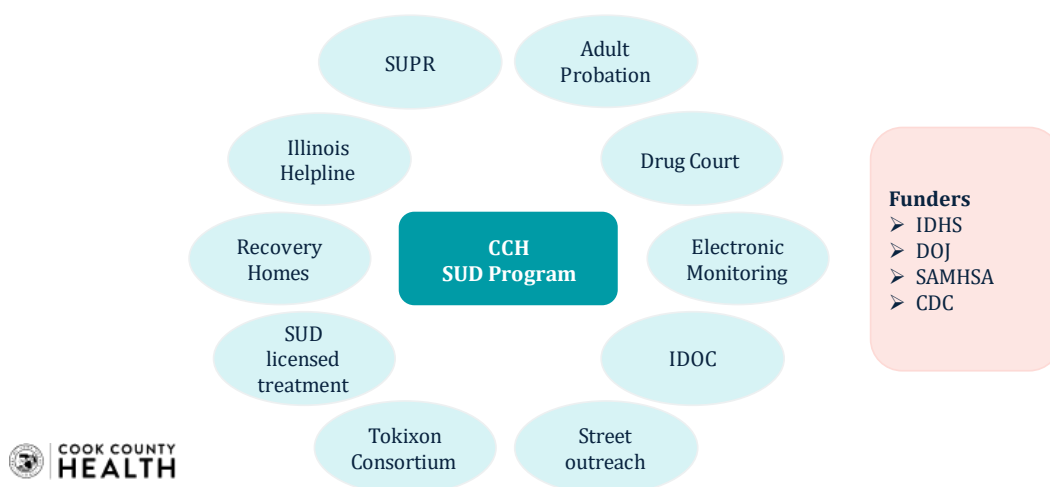 SUPR
Adult
Probation
Illinois
Helpline
Drug Court
Recovery
Homes
CCH
SUD Program
Electronic
Monitoring
SUD
licensed
treatment
IDOC
Tokixon
Consortium
Street
outreach
Funders
➢ IDHS
➢ DOJ
➢ SAMHSA
➢ CDC
COOK COUNTY
HEALTH